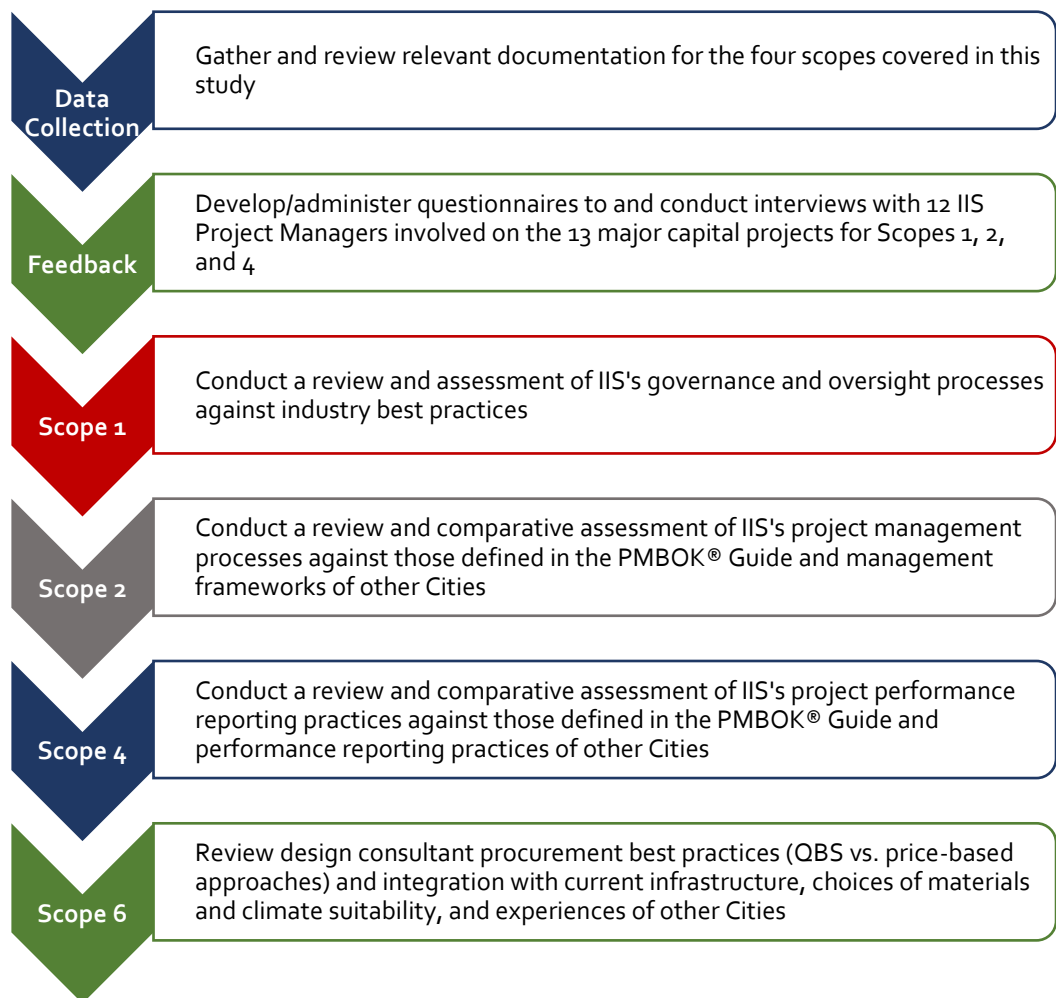 Data
Collection
Gather and review relevant documentation for the four scopes covered in this
study
Feedback
Develop/administer questionnaires to and conduct interviews with 12 IIS
Project Managers involved on the 13 major capital projects for Scopes 1, 2,
and 4
Scope 1
Conduct a review and assessment of IIS's governance and oversight processes
against industry best practices
Scope 2
Conduct a review and comparative assessment of IIS's project management
processes against those defined in the PMBOK® Guide and management
frameworks of other Cities
Scope 4
Conduct a review and comparative assessment of IIS's project performance
reporting practices against those defined in the PMBOK® Guide and
performance reporting practices of other Cities
Scope 6
Review design consultant procurement best practices (QBS vs. price-based
approaches) and integration with current infrastructure, choices of materials
and climate suitability, and experiences of other Cities